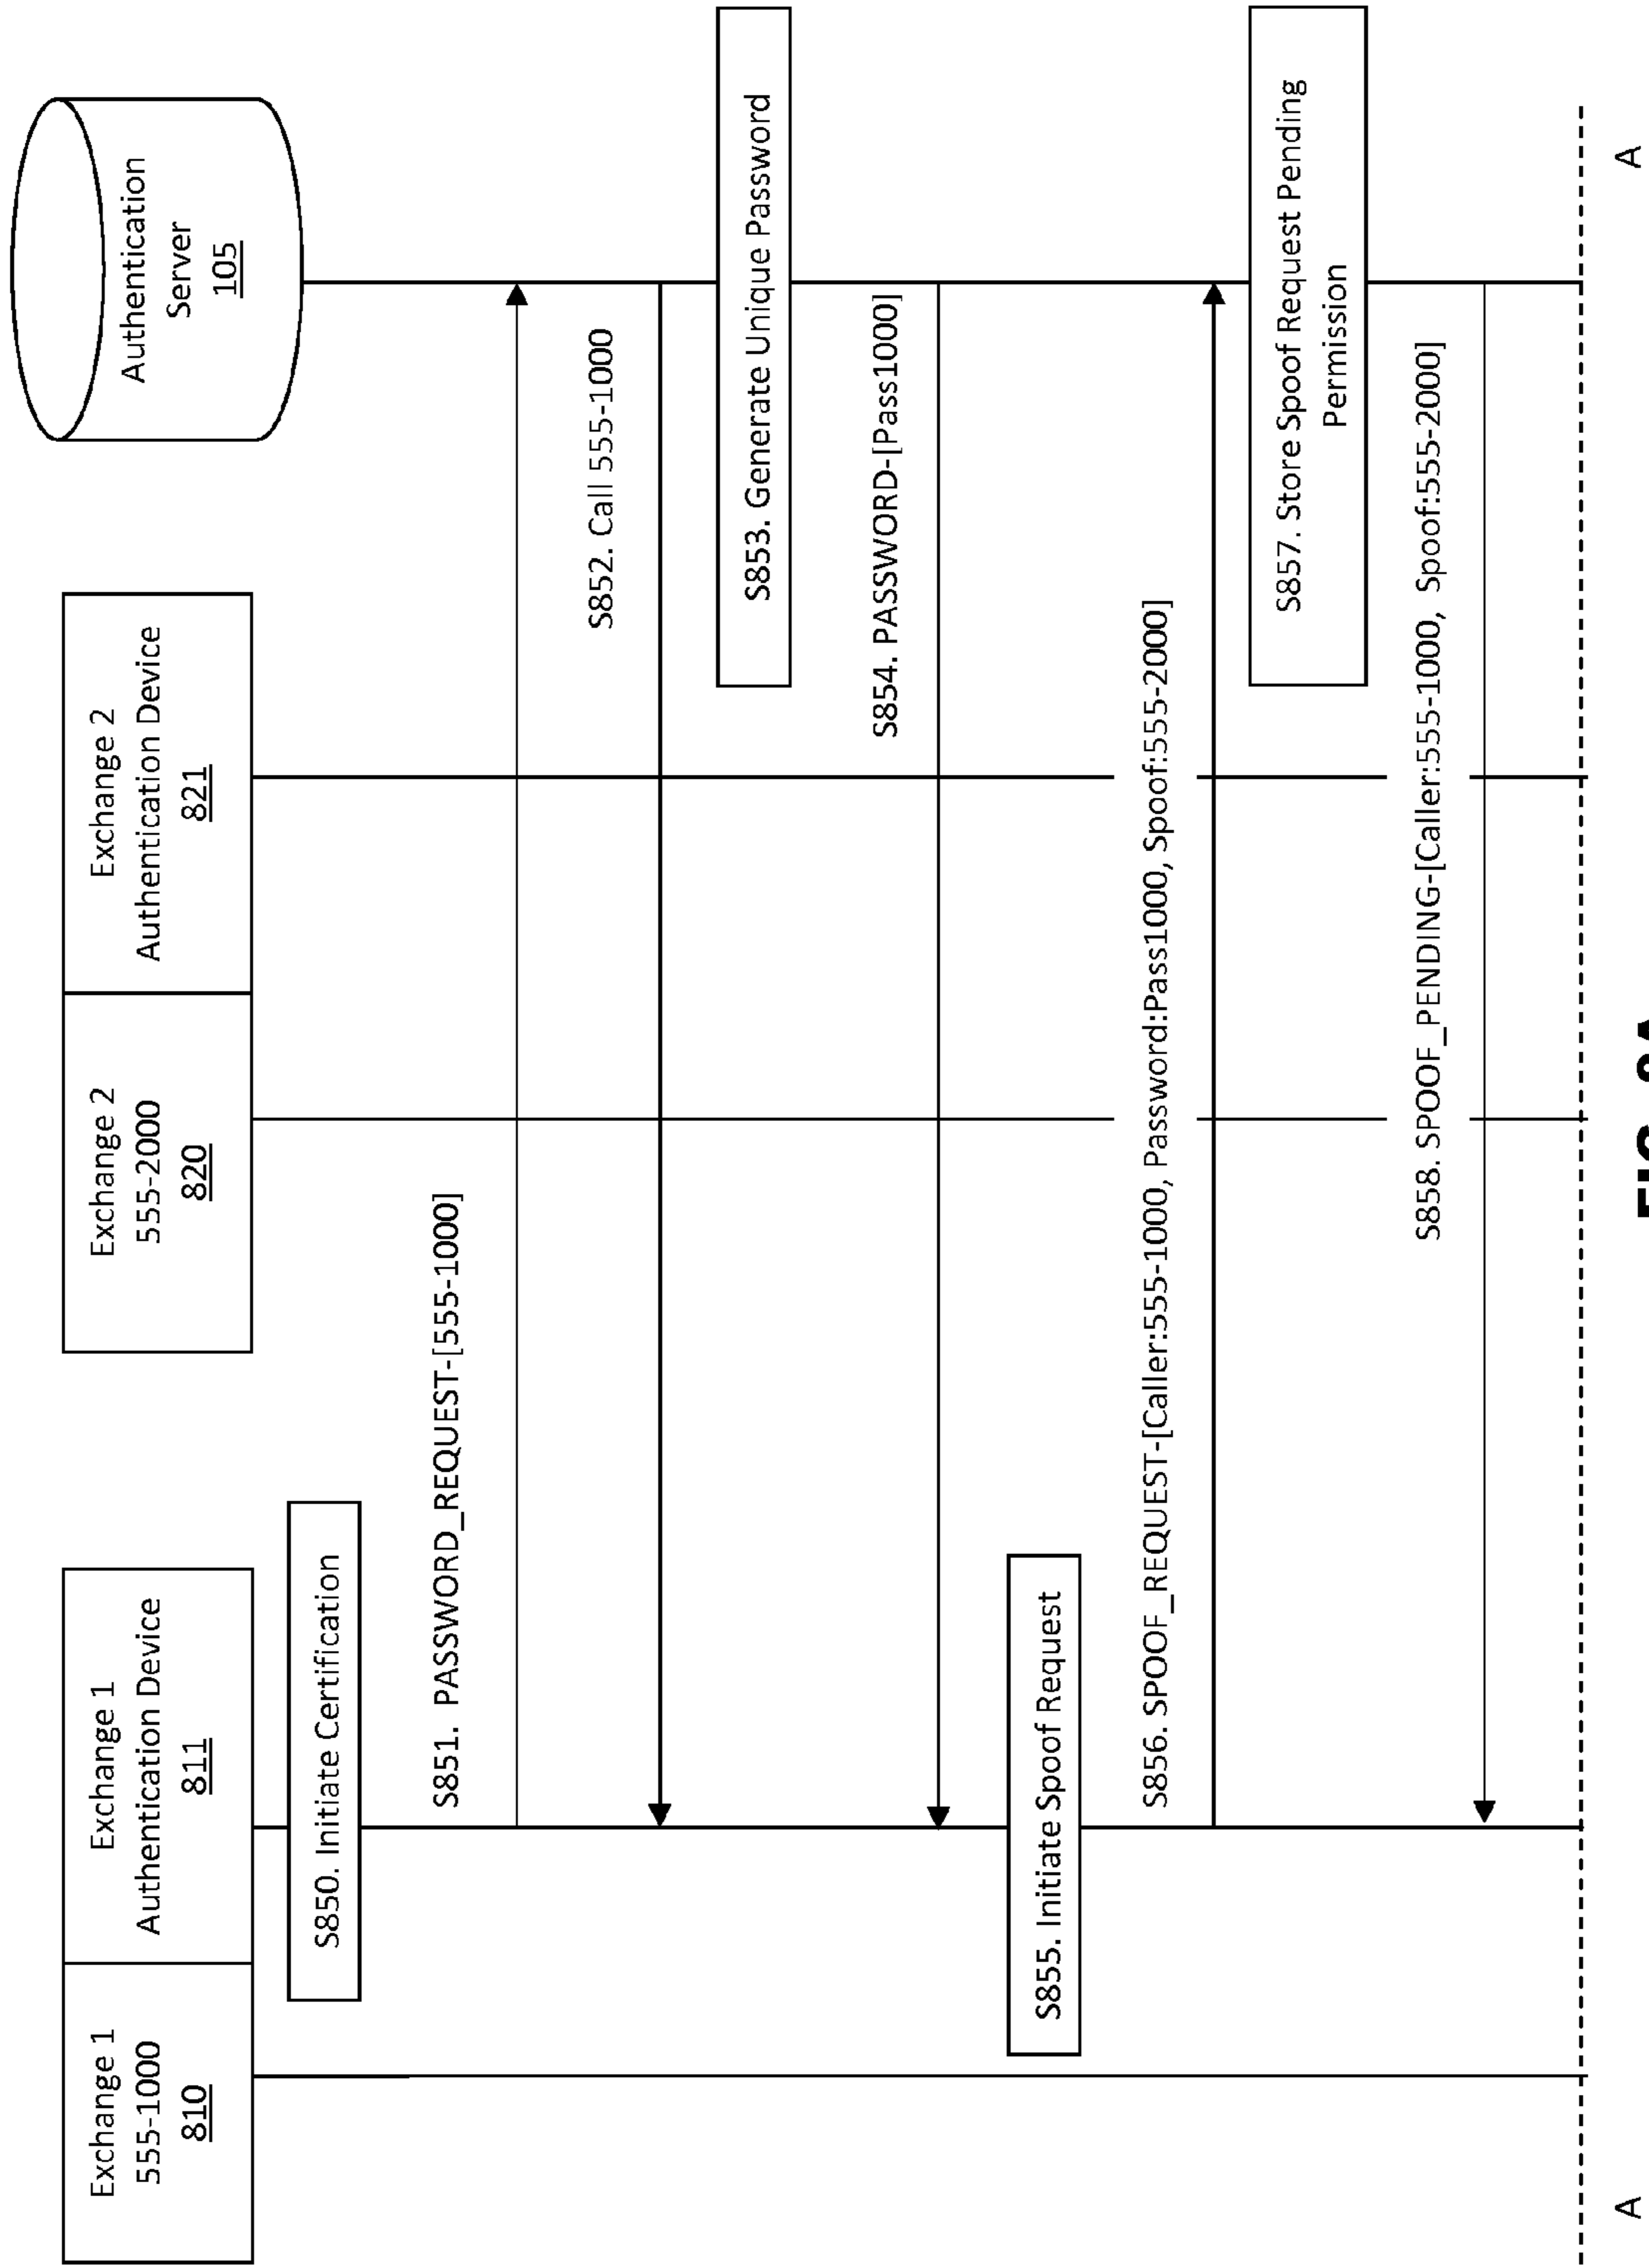 Exchange 1
555-1000
810
Exchange 1
Authentication Device
811
Exchange 2
555-2000
820
Exchange 2
Authentication Device
821
Authentication
Server
105
S850. Initiate Certification
S851. PASSWORD_REQUEST-[555-1000]
S852. Call 555-1000
S853. Generate Unique Password
S854. PASSWORD-[Pass1000]
S855. Initiate Spoof Request
S856. SPOOF_REQUEST-[Caller:555-1000, Password:Pass1000, Spoof:555-2000]
S857. Store Spoof Request Pending
Permission
S858. SPOOF_PENDING-[Caller:555-1000, Spoof:555-2000]
A
A